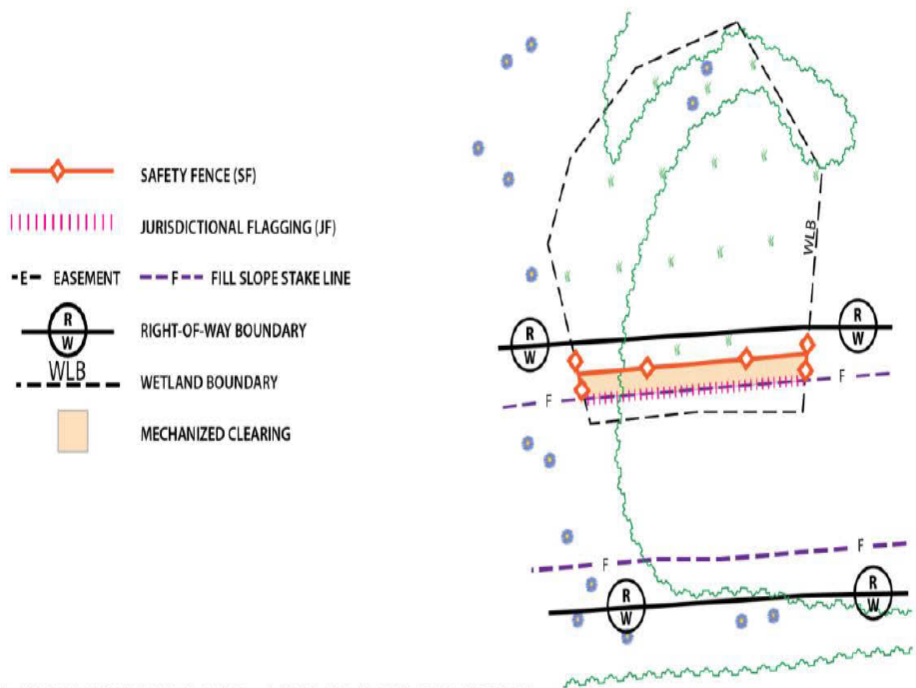 SAFETY FENCE (SF)
JURISDICTIONAL FLAGGING (JF)
E EASEMENT F FILL SLOPE STAKE LINE
R
W
RIGHT-OF-WAY BOUNDARY
WLB
WETLAND BOUNDARY
MECHANIZED CLEARING
WLB
R
W
R
W
F
F
F
F
R
W
R
W